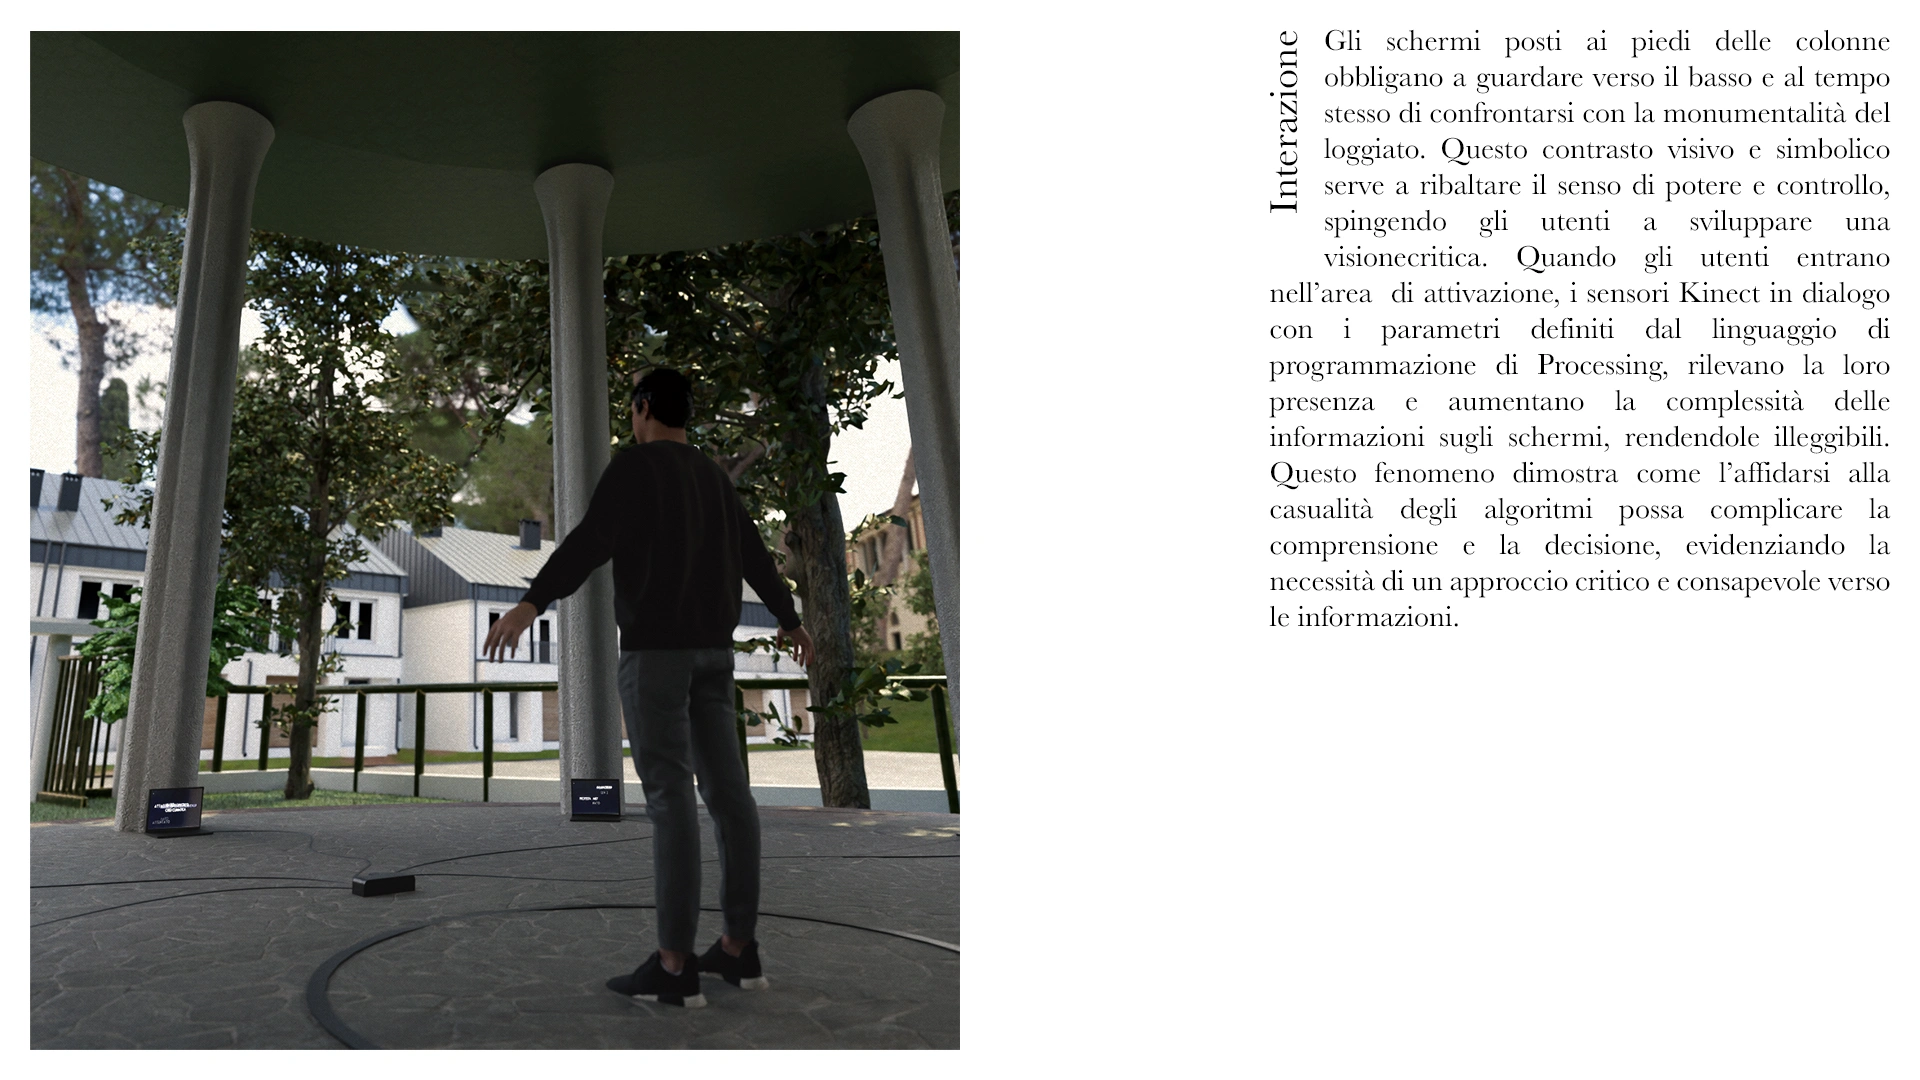 Interazione
Gli schermi posti ai piedi delle colonne
obbligano a guardare verso il basso e al tempo
stesso di confrontarsi con la monumentalità del
loggiato. Questo contrasto visivo e simbolico
serve a ribaltare il senso di potere e controllo,
spingendo gli utenti a sviluppare una
visionecritica. Quando gli utenti entrano
nell’area di attivazione, i sensori Kinect in dialogo
con i parametri definiti dal linguaggio di
programmazione di Processing, rilevano la loro
presenza e aumentano la complessità delle
informazioni sugli schermi, rendendole illeggibili.
Questo fenomeno dimostra come l’affidarsi alla
casualità degli algoritmi possa complicare la
comprensione e la decisione, evidenziando la
necessità di un approccio critico e consapevole verso
le informazioni.